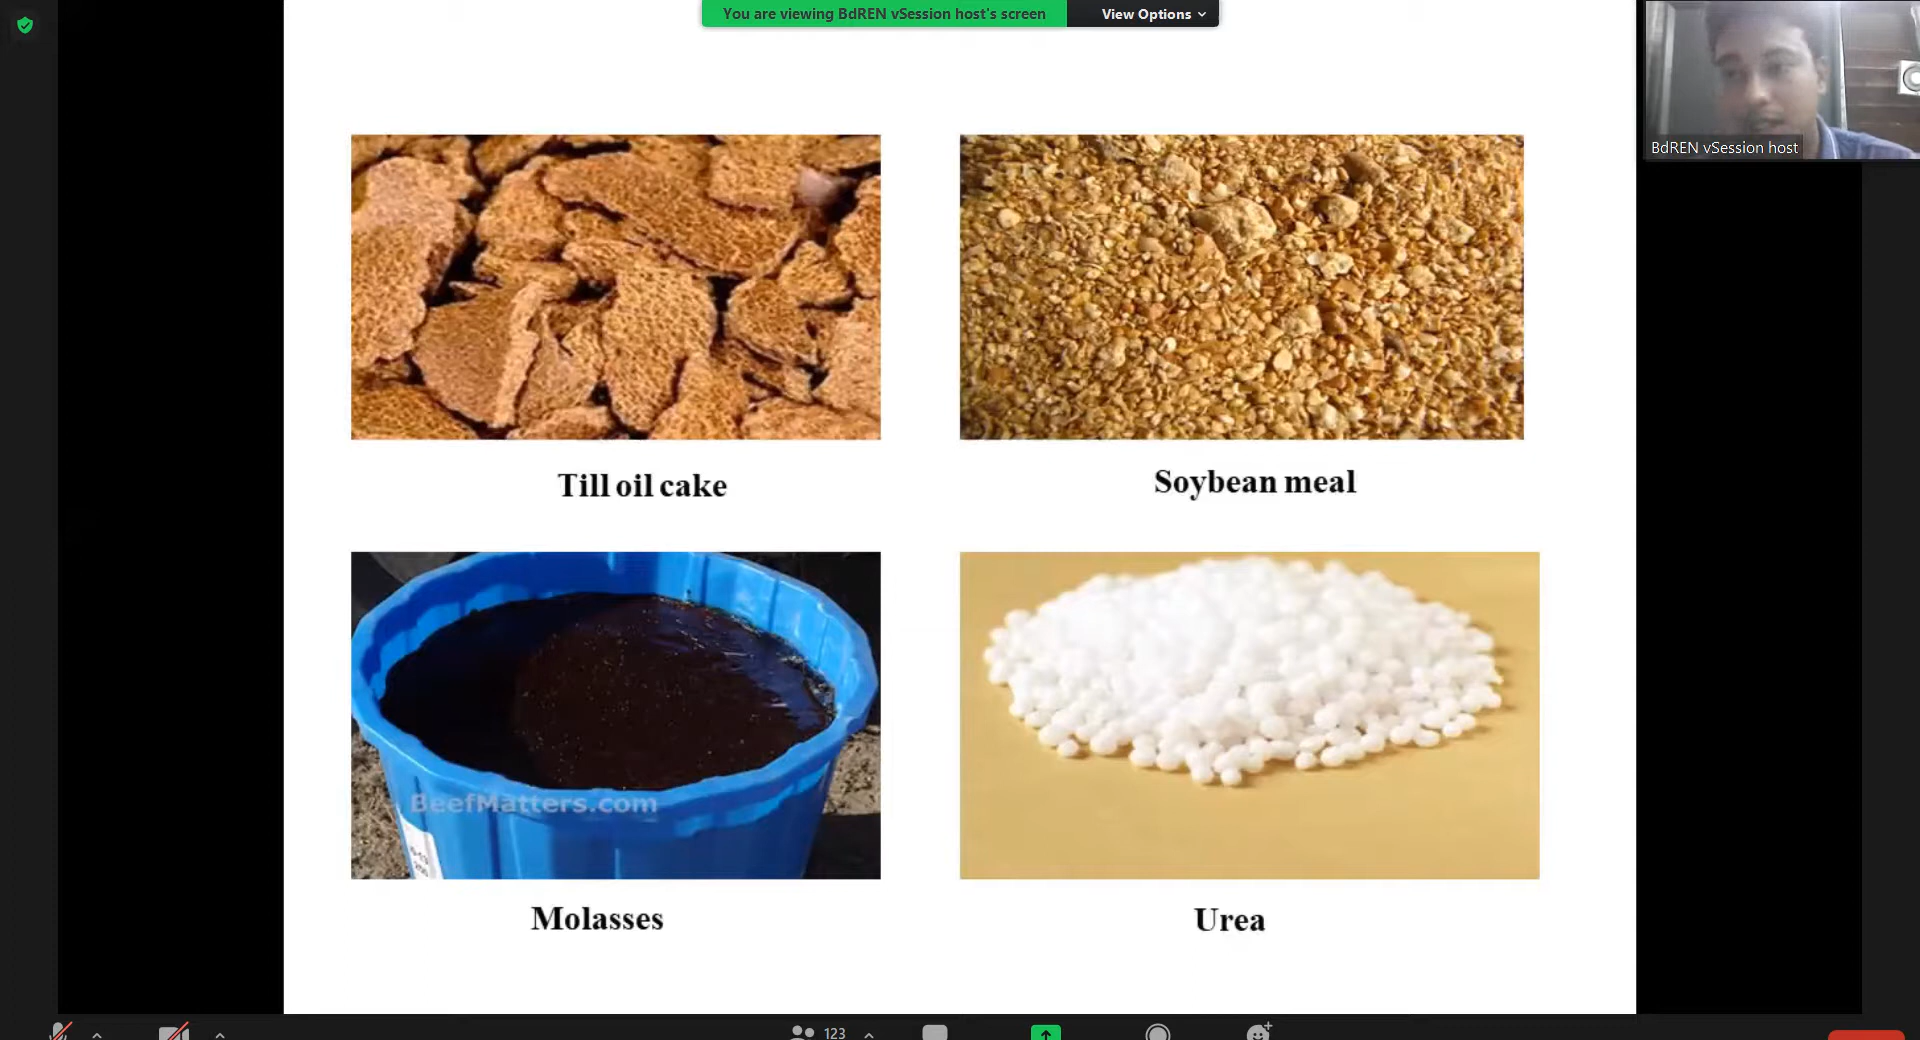 You are viewing BdREN vSession host's screen
View Options
BdREN vSession host
Till oil cake
Soybean meal
BeefMatters.com
Molasses
Urea
123